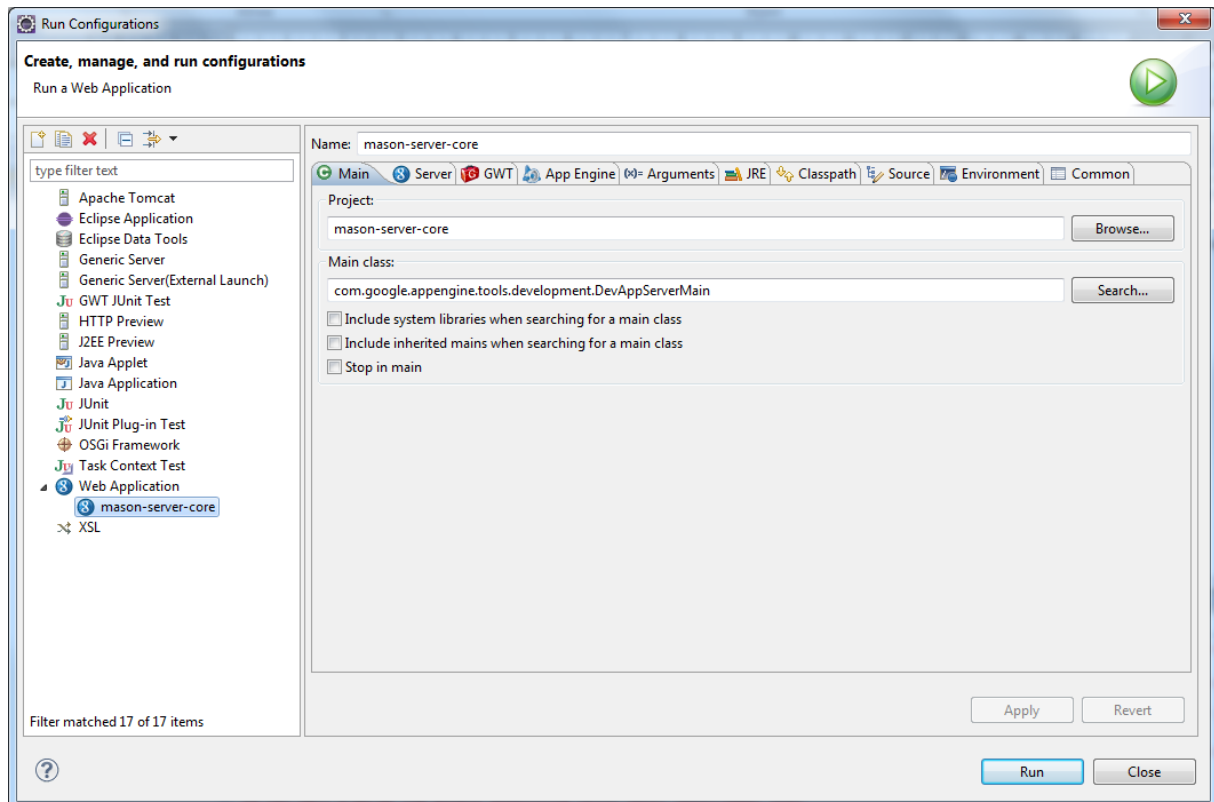 Run Configurations
Create, manage, and run configurations
Run a Web Application
type filter text
Apache Tomcat
Eclipse Application
Eclipse Data Tools
Generic Server
Generic Server(External Launch)
Ju GWT JUnit Test
HTTP Preview
J2EE Preview
Java Applet
Java Application
Ju JUnit
JUnit Plug-in Test
OSGi Framework
Task Context Test
Web Application
mason-server-core
XSL
Filter matched 17 of 17 items
Name: mason-server-core
Main Server GWT App Engine (x)= Arguments JRE Classpath Source Environment Common
Project:
mason-server-core Browse...
Main class:
com.google.appengine.tools.development.DevAppServerMain Search...
Include system libraries when searching for a main class
Include inherited mains when searching for a main class
Stop in main
Apply Revert
? Run Close